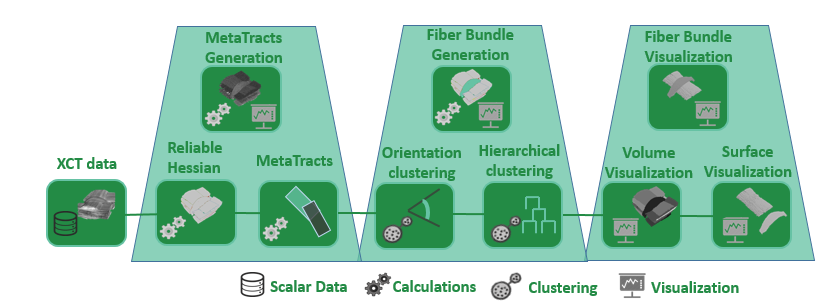 MetaTracts
Generation
Fiber Bundle
Generation
Fiber Bundle
Visualization
XCT data
Reliable
Hessian
MetaTracts
Orientation
clustering
Hierarchical
clustering
Volume
Visualization
Surface
Visualization
Scalar Data
Calculations
Clustering
Visualization